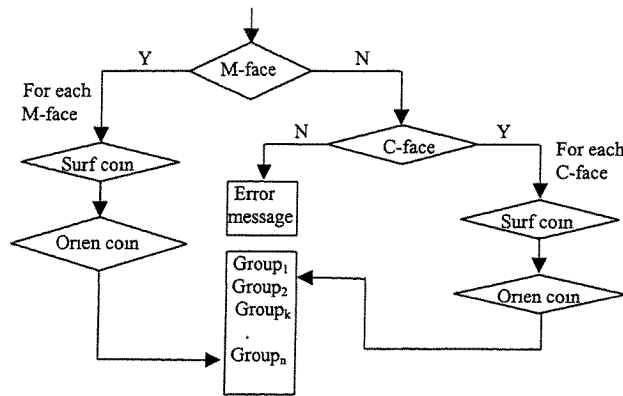 Y
M-face
N
For each
M-face
Surf coin
Orien coin
N
C-face
Y
For each
C-face
Error
message
Surf coin
Orien coin
Group₁
Group₂
Groupₖ
.
Groupₙ